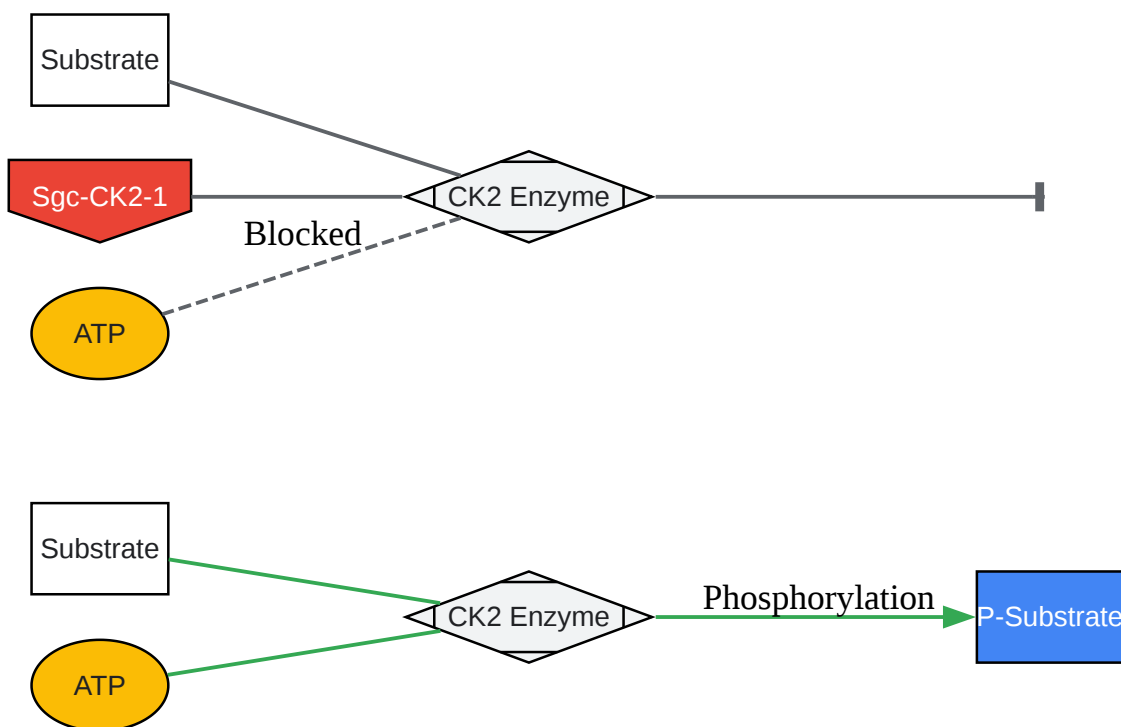 Substrate
Sgc-CK2-1
CK2 Enzyme
Blocked
ATP
Substrate
CK2 Enzyme
Phosphorylation
P-Substrate
ATP